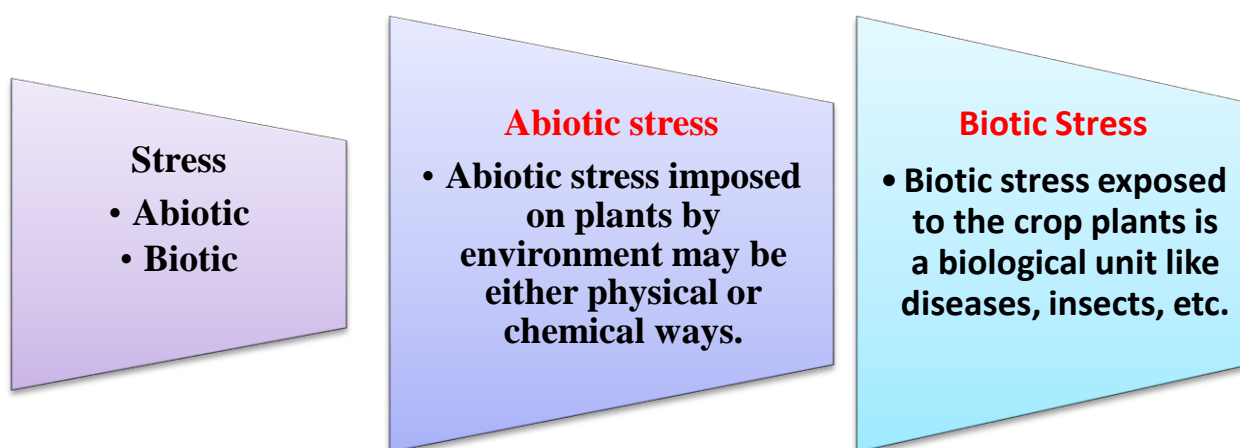 Stress
• Abiotic
• Biotic
Abiotic stress
• Abiotic stress imposed
on plants by
environment may be
either physical or
chemical ways.
Biotic Stress
• Biotic stress exposed
to the crop plants is
a biological unit like
diseases, insects, etc.